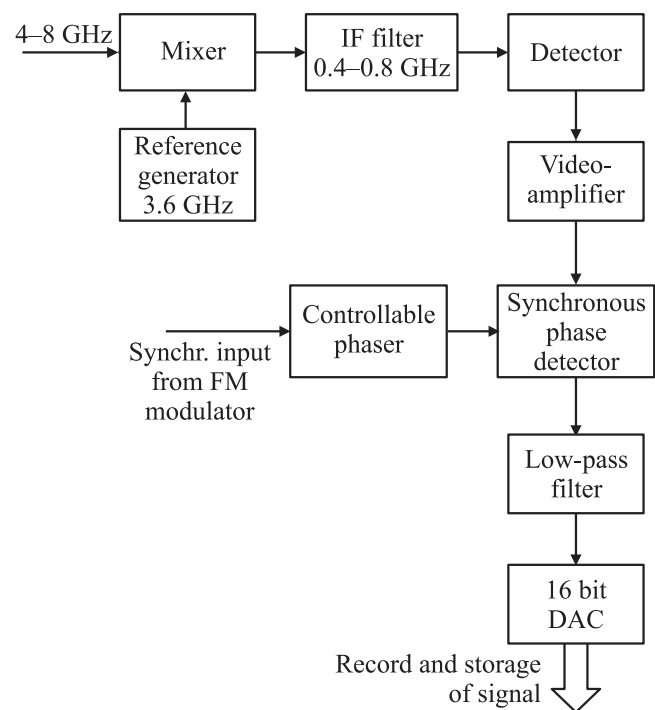 4–8 GHz
Mixer
IF filter
0.4–0.8 GHz
Detector
Reference
generator
3.6 GHz
Video-
amplifier
Synchr. input
from FM
modulator
Controllable
phaser
Synchronous
phase
detector
Low-pass
filter
16 bit
DAC
Record and storage
of signal